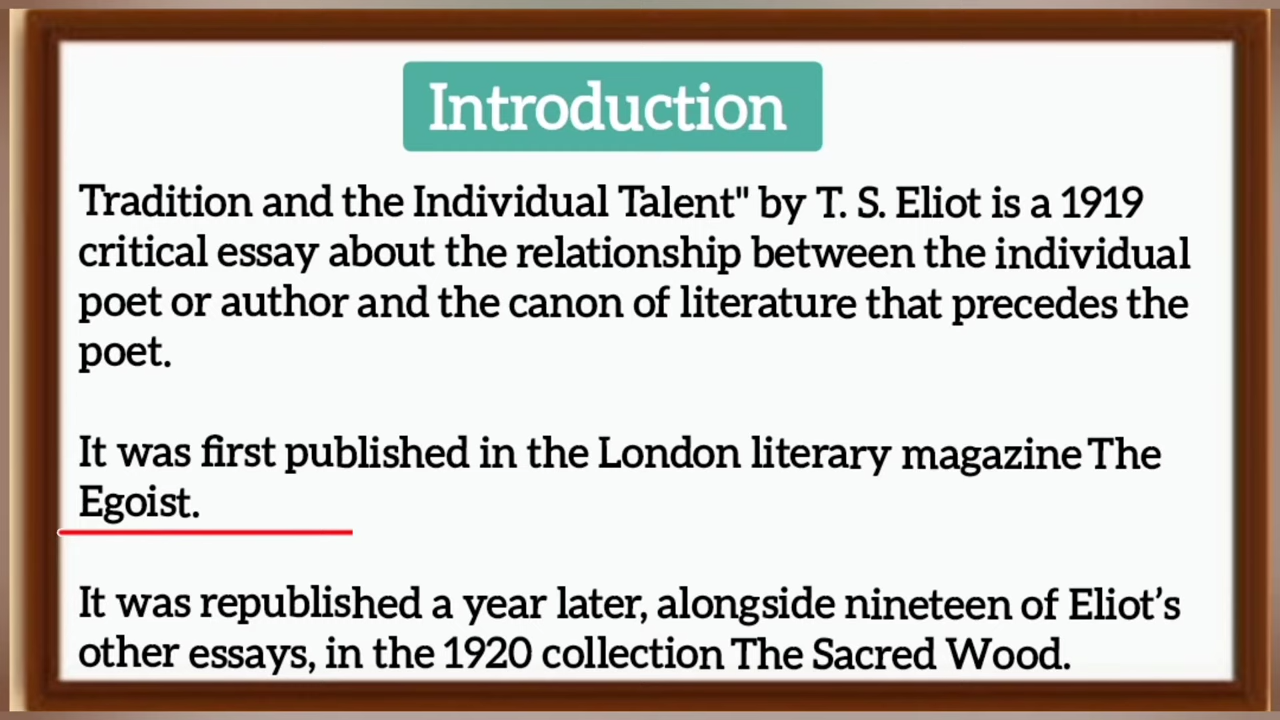 Introduction
Tradition and the Individual Talent" by T. S. Eliot is a 1919
critical essay about the relationship between the individual
poet or author and the canon of literature that precedes the
poet.
It was first published in the London literary magazine The
Egoist.
It was republished a year later, alongside nineteen of Eliot’s
other essays, in the 1920 collection The Sacred Wood.